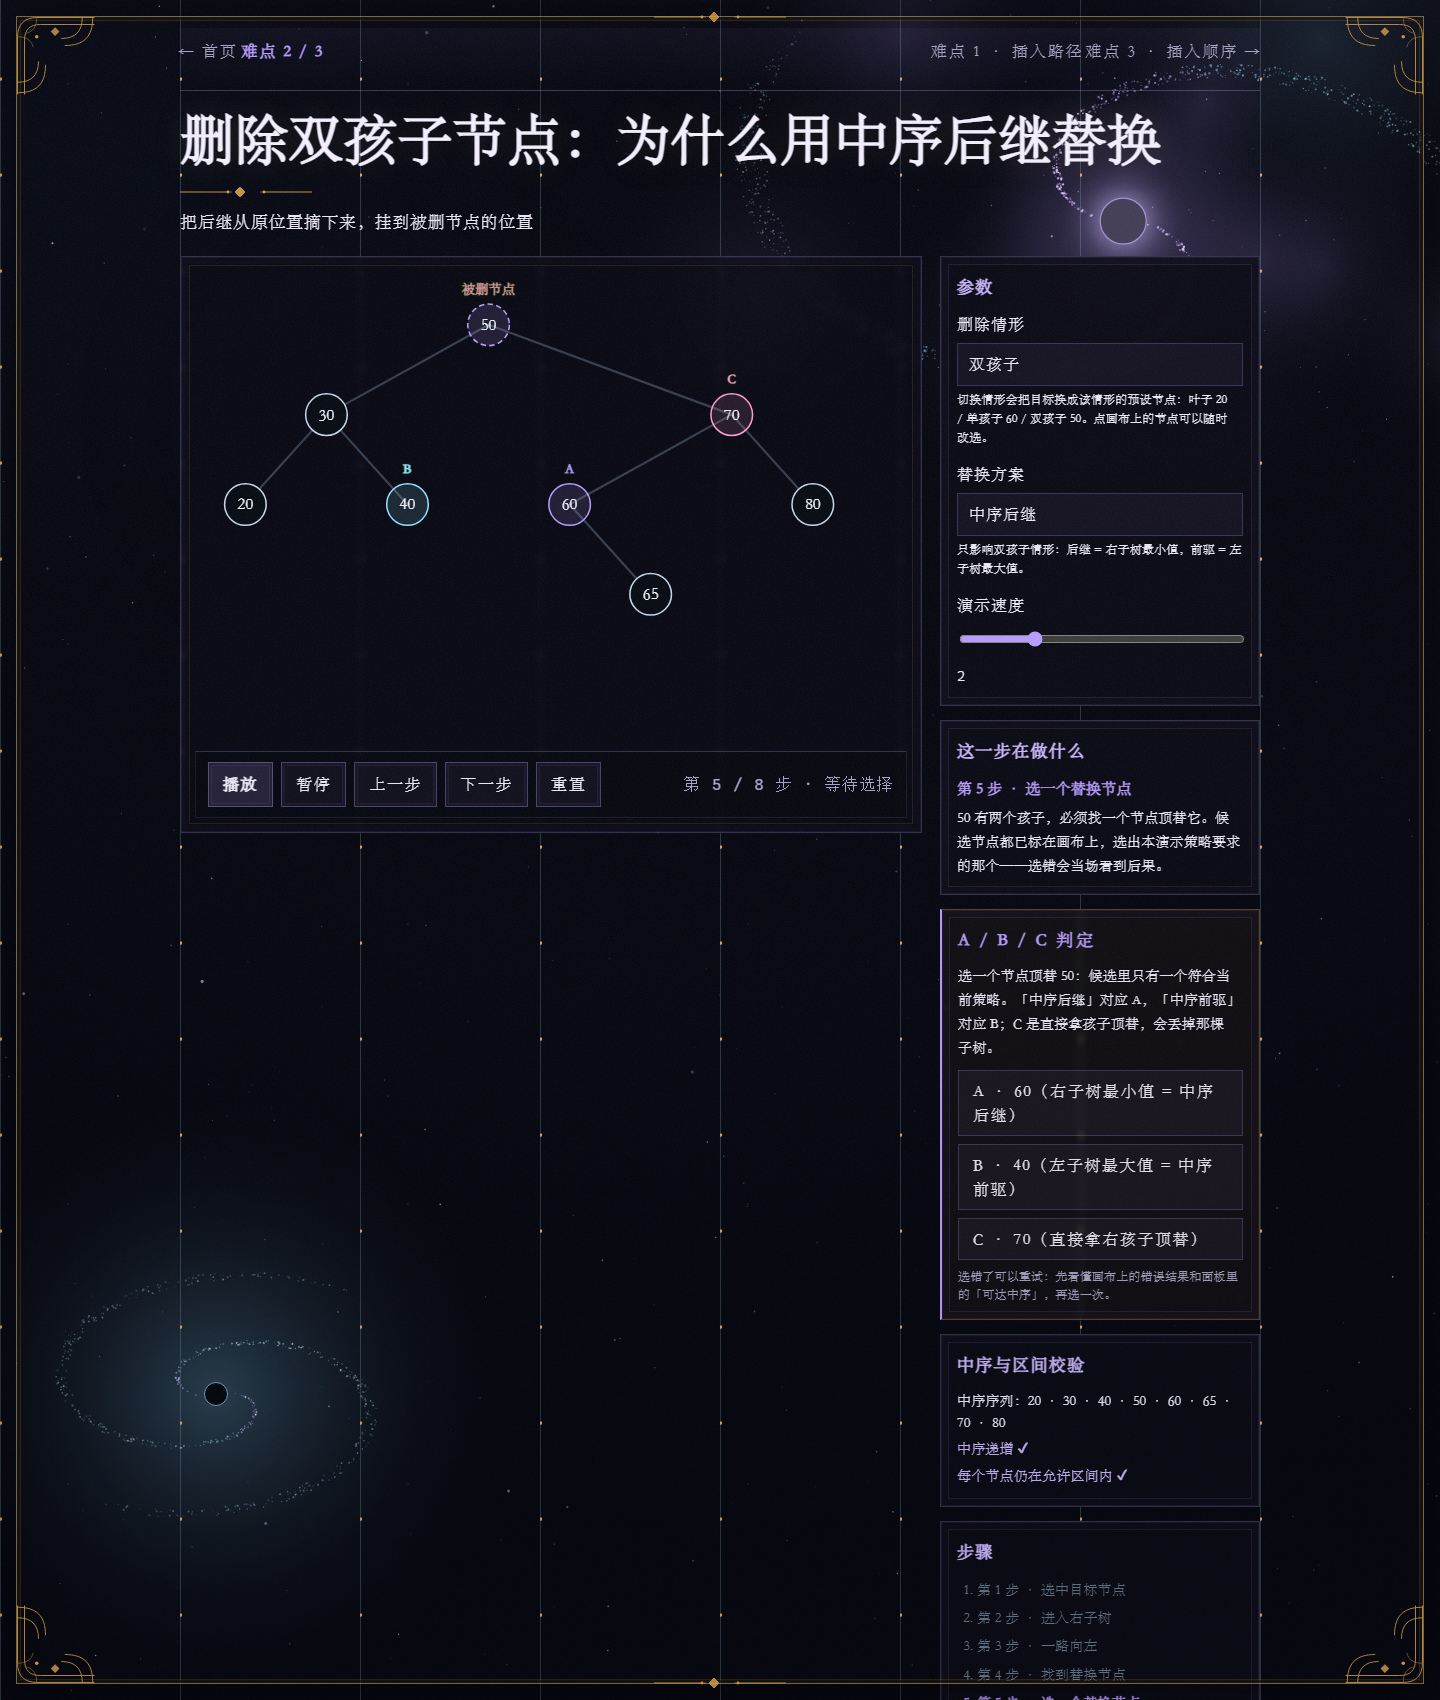 ← 首页 难点 2 / 3
难点 1 · 插入路径 难点 3 · 插入顺序 →
删除双孩子节点：为什么用中序后继替换
把后继从原位置摘下来，挂到被删节点的位置
被删节点
50
C
30
70
B
A
20
40
60
80
65
播放
暂停
上一步
下一步
重置
第 5 / 8 步 · 等待选择
参数
删除情形
双孩子
切换情形会把目标换成该情形的预设节点：叶子 20
/ 单孩子 60 / 双孩子 50。点画布上的节点可以随时
改选。
替换方案
中序后继
只影响双孩子情形：后继 = 右子树最小值，前驱 = 左
子树最大值。
演示速度
2
这一步在做什么
第 5 步 · 选一个替换节点
50 有两个孩子，必须找一个节点顶替它。候
选节点都已标在画布上，选出本演示策略要求
的那个——选错会当场看到后果。
A / B / C 判定
选一个节点顶替 50：候选里只有一个符合当
前策略。「中序后继」对应 A，「中序前驱」
对应 B；C 是直接拿孩子顶替，会丢掉那棵
子树。
A · 60（右子树最小值 = 中序
后继）
B · 40（左子树最大值 = 中序
前驱）
C · 70（直接拿右孩子顶替）
选错了可以重试：先看懂画布上的错误结果和面板里
的「可达中序」，再选一次。
中序与区间校验
中序序列：20 · 30 · 40 · 50 · 60 · 65 ·
70 · 80
中序递增 ✓
每个节点仍在允许区间内 ✓
步骤
1. 第 1 步 · 选中目标节点
2. 第 2 步 · 进入右子树
3. 第 3 步 · 一路向左
4. 第 4 步 · 找到替换节点
5. 第 5 步 · 选一个替换节点